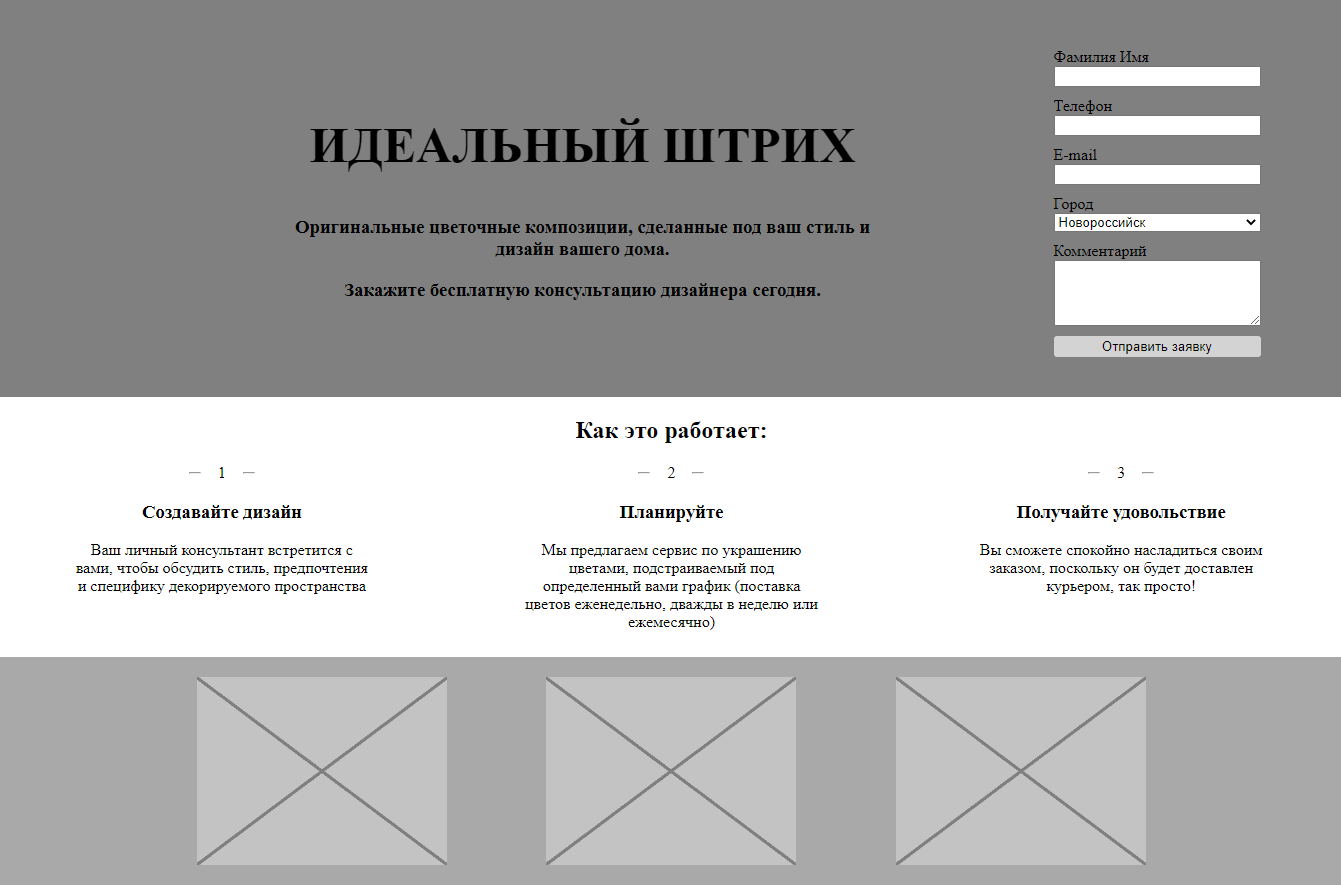 ИДЕАЛЬНЫЙ ШТРИХ
Оригинальные цветочные композиции, сделанные под ваш стиль и
дизайн вашего дома.
Закажите бесплатную консультацию дизайнера сегодня.
Фамилия Имя
Телефон
E-mail
Город
Новороссийск
Комментарий
Отправить заявку
Как это работает:
1
Создавайте дизайн
Ваш личный консультант встретится с
вами, чтобы обсудить стиль, предпочтения
и специфику декорируемого пространства
2
Планируйте
Мы предлагаем сервис по украшению
цветами, подстраиваемый под
определенный вами график (поставка
цветов еженедельно, дважды в неделю или
ежемесячно)
3
Получайте удовольствие
Вы сможете спокойно насладиться своим
заказом, поскольку он будет доставлен
курьером, так просто!